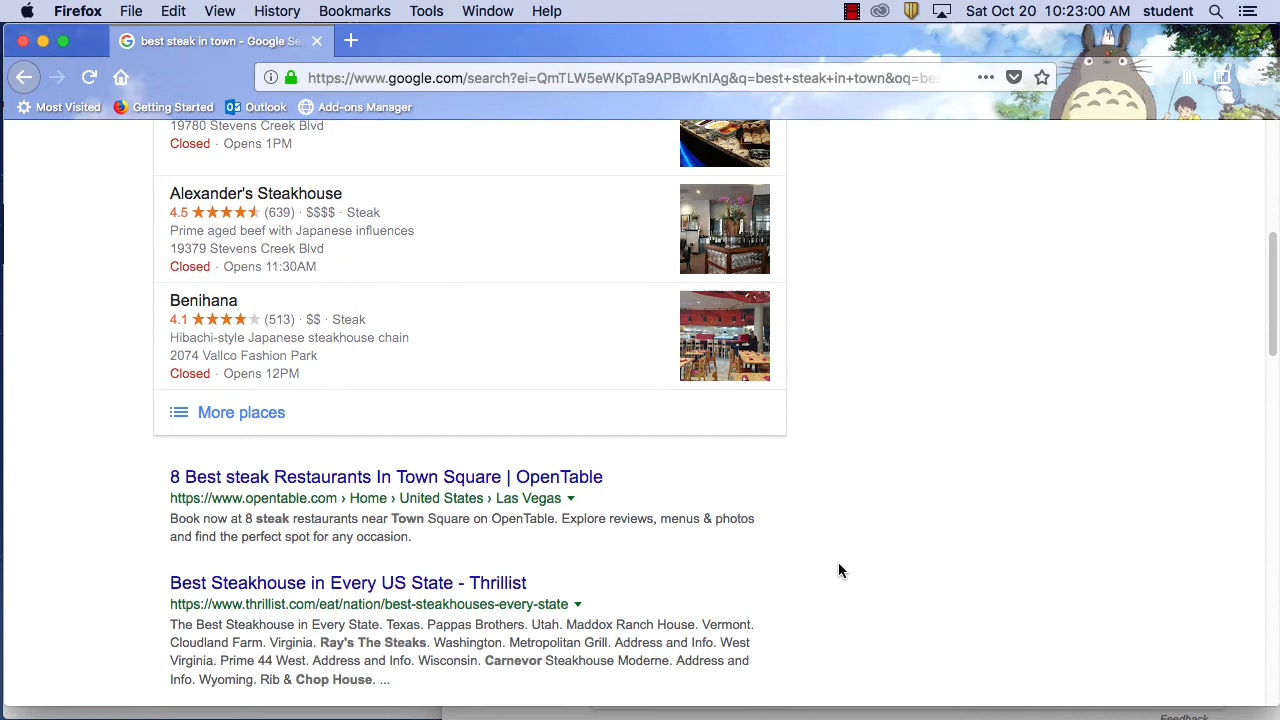 Firefox File Edit View History Bookmarks Tools Window Help Sat Oct 20 10:23:00 AM student
best steak in town - Google Se
https://www.google.com/search?ei=QmTLW5eWKpTa9APBwKnIAg&q=best+steak+in+town&oq=bes
Most Visited Getting Started Outlook Add-ons Manager
19780 Stevens Creek Blvd
Closed · Opens 1PM
Alexander's Steakhouse
4.5 ★★★★★ (639) · $$$$ · Steak
Prime aged beef with Japanese influences
19379 Stevens Creek Blvd
Closed · Opens 11:30AM
Benihana
4.1 ★★★★★ (513) · $$ · Steak
Hibachi-style Japanese steakhouse chain
2074 Vallco Fashion Park
Closed · Opens 12PM
More places
8 Best steak Restaurants In Town Square | OpenTable
https://www.opentable.com › Home › United States › Las Vegas
Book now at 8 steak restaurants near Town Square on OpenTable. Explore reviews, menus & photos
and find the perfect spot for any occasion.
Best Steakhouse in Every US State - Thrillist
https://www.thrillist.com/eat/nation/best-steakhouses-every-state
The Best Steakhouse in Every State. Texas. Pappas Brothers. Utah. Maddox Ranch House. Vermont.
Cloudland Farm. Virginia. Ray's The Steaks. Washington. Metropolitan Grill. Address and Info. West
Virginia. Prime 44 West. Address and Info. Wisconsin. Carnevor Steakhouse Moderne. Address and
Info. Wyoming. Rib & Chop House. ...
Feedback